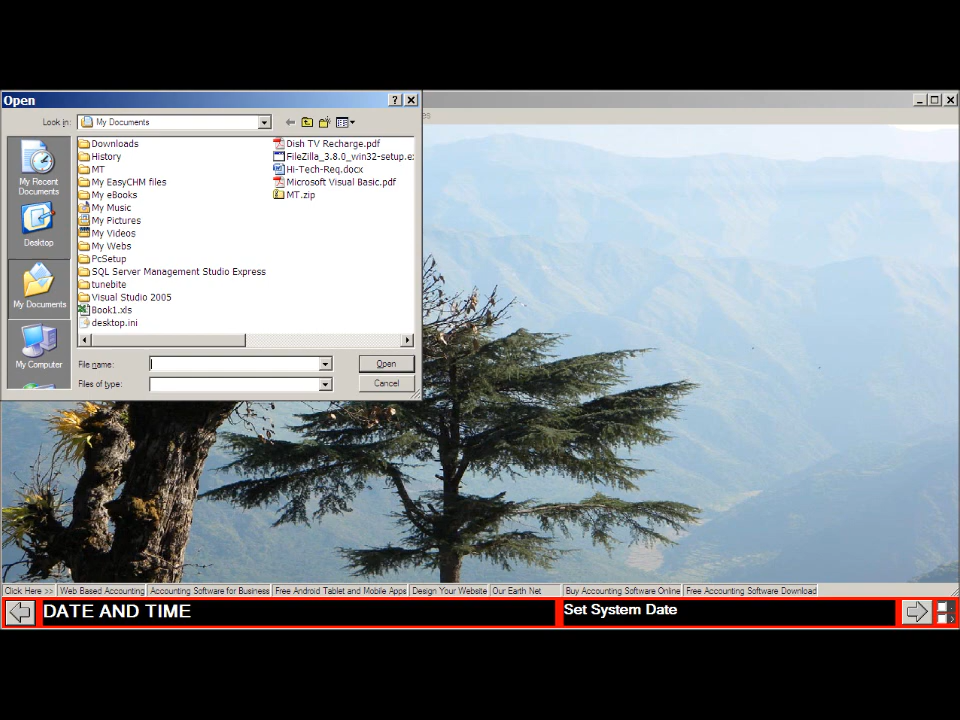 Open
Look in: My Documents
es
My Recent Documents
Desktop
My Documents
My Computer
Downloads
History
MT
My EasyCHM files
My eBooks
My Music
My Pictures
My Videos
My Webs
PcSetup
SQL Server Management Studio Express
tunebite
Visual Studio 2005
Book1.xls
desktop.ini
Dish TV Recharge.pdf
FileZilla_3.8.0_win32-setup.e
Hi-Tech-Req.docx
Microsoft Visual Basic.pdf
MT.zip
File name: Open
Files of type: Cancel
Click Here >> Web Based Accounting Accounting Software for Business Free Android Tablet and Mobile Apps Design Your Website Our Earth Net Buy Accounting Software Online Free Accounting Software Download
DATE AND TIME Set System Date